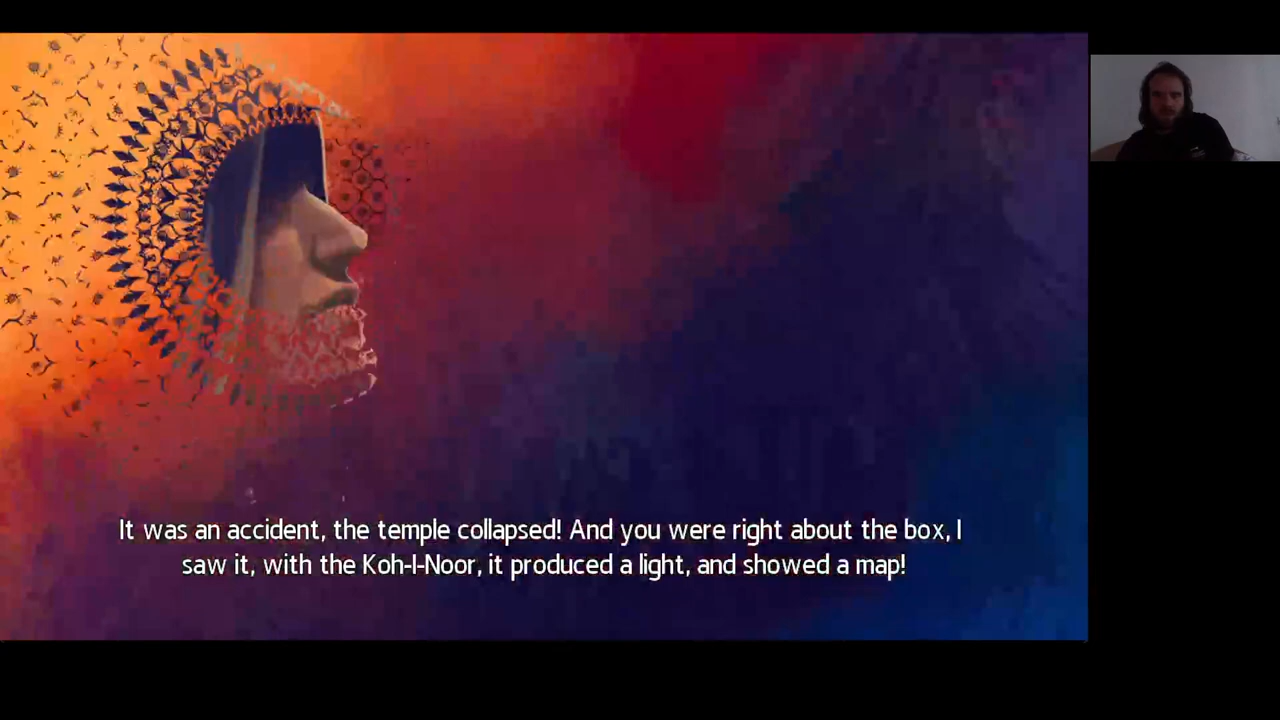 It was an accident, the temple collapsed! And you were right about the box, I
saw it, with the Koh-I-Noor, it produced a light, and showed a map!